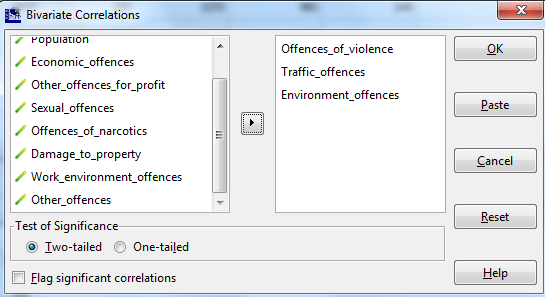 Bivariate Correlations
Population
Economic_offences
Other_offences_for_profit
Sexual_offences
Offences_of_narcotics
Damage_to_property
Work_environment_offences
Other_offences
Offences_of_violence
Traffic_offences
Environment_offences
OK
Paste
Cancel
Reset
Help
Test of Significance
Two-tailed One-tailed
Flag significant correlations